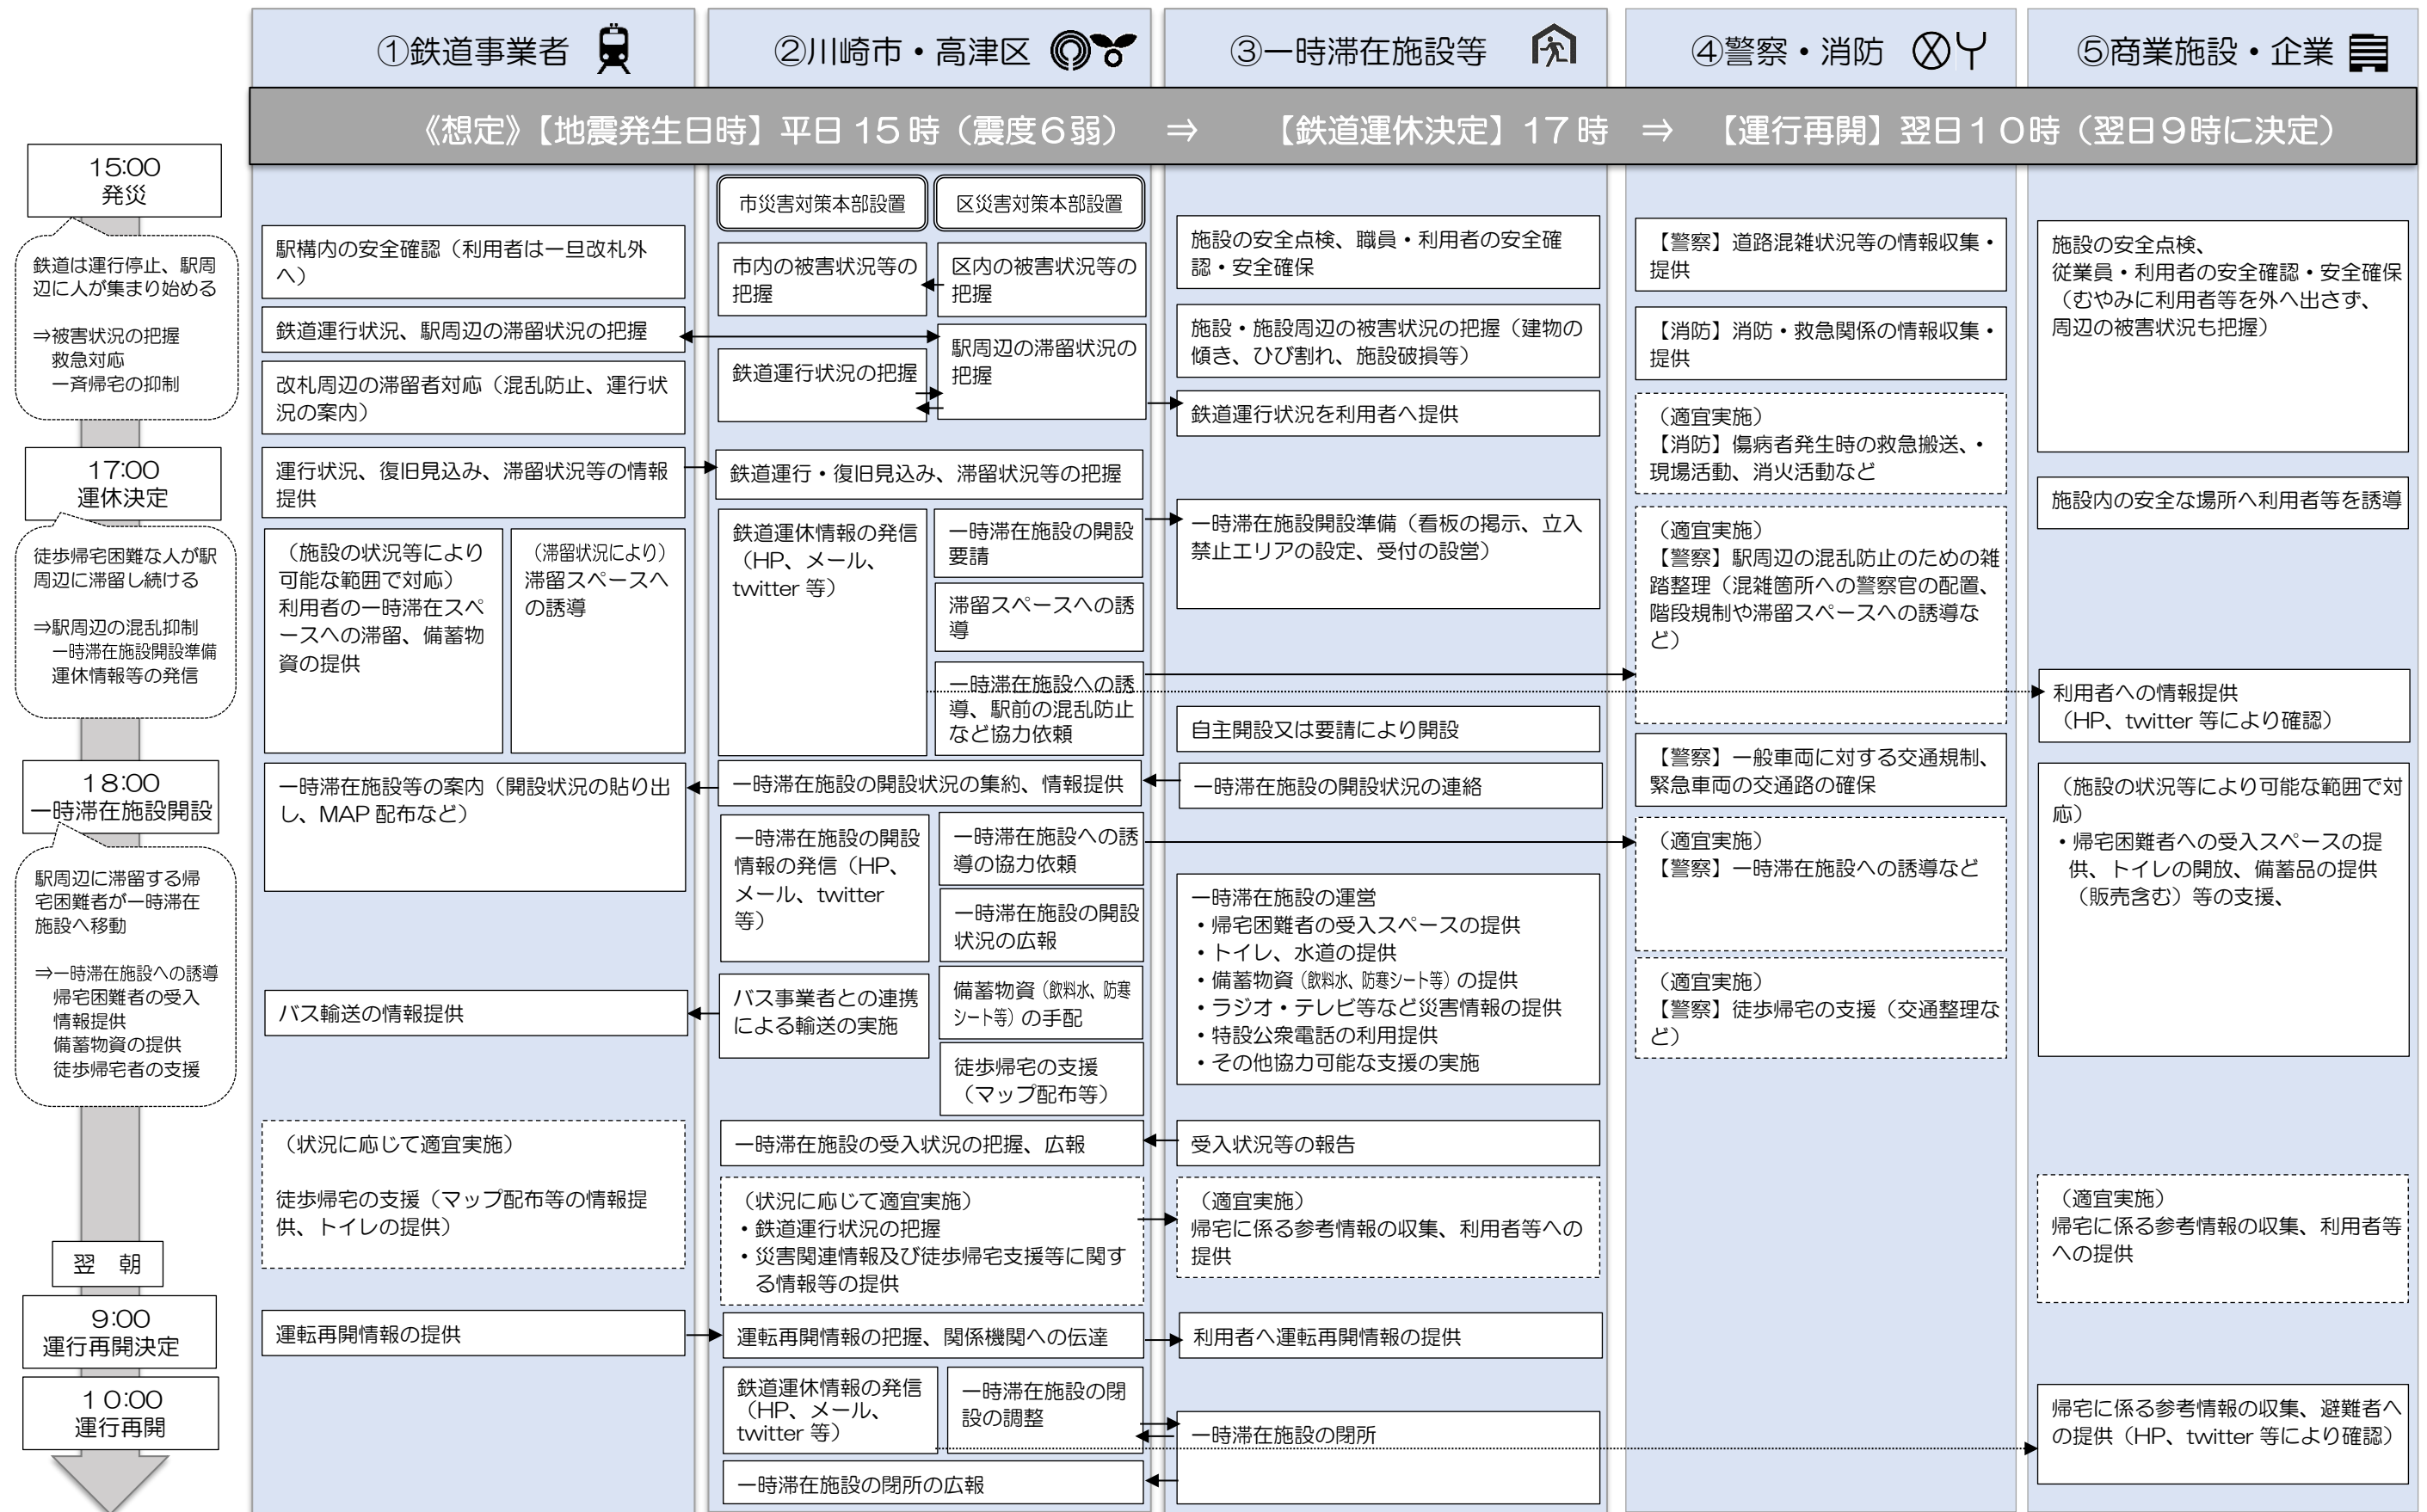 ①鉄道事業者
②川崎市・高津区
③一時滞在施設等
④警察・消防
⑤商業施設・企業
《想定》【地震発生日時】平日15時（震度６弱） ⇒ 【鉄道運休決定】17時 ⇒ 【運行再開】翌日１０時（翌日９時に決定）
15:00
発災
鉄道は運行停止、駅周
辺に人が集まり始める
⇒被害状況の把握
救急対応
一斉帰宅の抑制
17:00
運休決定
徒歩帰宅困難な人が駅
周辺に滞留し続ける
⇒駅周辺の混乱抑制
一時滞在施設開設準備
運休情報等の発信
18:00
一時滞在施設開設
駅周辺に滞留する帰
宅困難者が一時滞在
施設へ移動
⇒一時滞在施設への誘導
帰宅困難者の受入
情報提供
備蓄物資の提供
徒歩帰宅者の支援
翌　朝
9:00
運行再開決定
１０:00
運行再開
駅構内の安全確認（利用者は一旦改札外
へ）
鉄道運行状況、駅周辺の滞留状況の把握
改札周辺の滞留者対応（混乱防止、運行状
況の案内）
運行状況、復旧見込み、滞留状況等の情報
提供
（施設の状況等により
可能な範囲で対応）
利用者の一時滞在スペ
ースへの滞留、備蓄物
資の提供
（滞留状況により）
滞留スペースへ
の誘導
一時滞在施設等の案内（開設状況の貼り出
し、MAP 配布など）
バス輸送の情報提供
（状況に応じて適宜実施）
徒歩帰宅の支援（マップ配布等の情報提
供、トイレの提供）
運転再開情報の提供
市災害対策本部設置
区災害対策本部設置
市内の被害状況等の
把握
区内の被害状況等の
把握
鉄道運行状況の把握
駅周辺の滞留状況の
把握
鉄道運行・復旧見込み、滞留状況等の把握
鉄道運休情報の発信
（HP、メール、
twitter 等）
一時滞在施設の開設
要請
滞留スペースへの誘
導
一時滞在施設への誘
導、駅前の混乱防止
など協力依頼
一時滞在施設の開設状況の集約、情報提供
一時滞在施設の開設
情報の発信（HP、
メール、twitter
等）
一時滞在施設への誘
導の協力依頼
一時滞在施設の開設
状況の広報
バス事業者との連携
による輸送の実施
備蓄物資（飲料水、防寒
シート等）の手配
徒歩帰宅の支援
（マップ配布等）
一時滞在施設の受入状況の把握、広報
（状況に応じて適宜実施）
・鉄道運行状況の把握
・災害関連情報及び徒歩帰宅支援等に関す
る情報等の提供
運転再開情報の把握、関係機関への伝達
鉄道運休情報の発信
（HP、メール、
twitter 等）
一時滞在施設の閉
設の調整
一時滞在施設の閉所の広報
施設の安全点検、職員・利用者の安全確
認・安全確保
施設・施設周辺の被害状況の把握（建物の
傾き、ひび割れ、施設破損等）
鉄道運行状況を利用者へ提供
一時滞在施設開設準備（看板の掲示、立入
禁止エリアの設定、受付の設営）
自主開設又は要請により開設
一時滞在施設の開設状況の連絡
一時滞在施設の運営
・帰宅困難者の受入スペースの提供
・トイレ、水道の提供
・備蓄物資（飲料水、防寒シート等）の提供
・ラジオ・テレビ等など災害情報の提供
・特設公衆電話の利用提供
・その他協力可能な支援の実施
受入状況等の報告
（適宜実施）
帰宅に係る参考情報の収集、利用者等への
提供
利用者へ運転再開情報の提供
一時滞在施設の閉所
【警察】道路混雑状況等の情報収集・
提供
【消防】消防・救急関係の情報収集・
提供
（適宜実施）
【消防】傷病者発生時の救急搬送、・
現場活動、消火活動など
（適宜実施）
【警察】駅周辺の混乱防止のための雑
踏整理（混雑箇所への警察官の配置、
階段規制や滞留スペースへの誘導な
ど）
【警察】一般車両に対する交通規制、
緊急車両の交通路の確保
（適宜実施）
【警察】一時滞在施設への誘導など
（適宜実施）
【警察】徒歩帰宅の支援（交通整理な
ど）
施設の安全点検、
従業員・利用者の安全確認・安全確保
（むやみに利用者等を外へ出さず、
周辺の被害状況も把握）
施設内の安全な場所へ利用者等を誘導
利用者への情報提供
（HP、twitter 等により確認）
（施設の状況等により可能な範囲で対
応）
・帰宅困難者への受入スペースの提
供、トイレの開放、備蓄品の提供
（販売含む）等の支援、
（適宜実施）
帰宅に係る参考情報の収集、利用者等
への提供
帰宅に係る参考情報の収集、避難者へ
の提供（HP、twitter 等により確認）